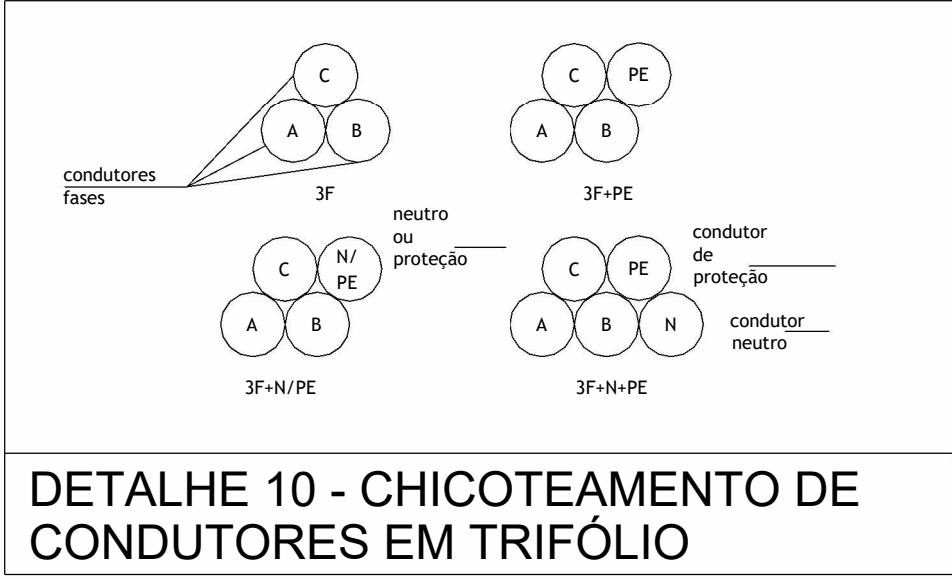 C
A
B
condutores
fases
3F
C
PE
A
B
3F+PE
C
N/
PE
A
B
neutro
ou
proteção
3F+N/PE
C
PE
A
B
N
condutor
de
proteção
condutor
neutro
3F+N+PE
DETALHE 10 - CHICOTEAMENTO DE
CONDUTORES EM TRIFÓLIO